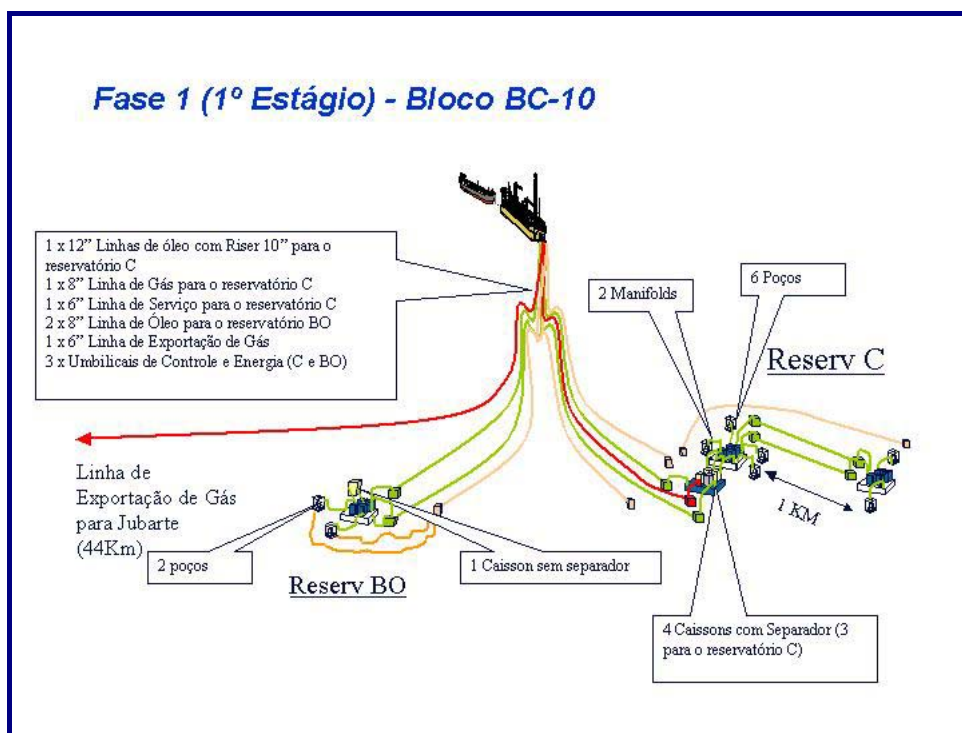 Fase 1 (1º Estágio) - Bloco BC-10
1 x 12” Linhas de óleo com Riser 10” para o
reservatório C
1 x 8” Linha de Gás para o reservatório C
1 x 6” Linha de Serviço para o reservatório C
2 x 8” Linha de Óleo para o reservatório BO
1 x 6” Linha de Exportação de Gás
3 x Umbilicais de Controle e Energia (C e BO)
2 Manifolds
6 Poços
Reserv C
Linha de
Exportação de Gás
para Jubarte
(44Km)
1 KM
2 poços
1 Caisson sem separador
Reserv BO
4 Caissons com Separador (3
para o reservatório C)